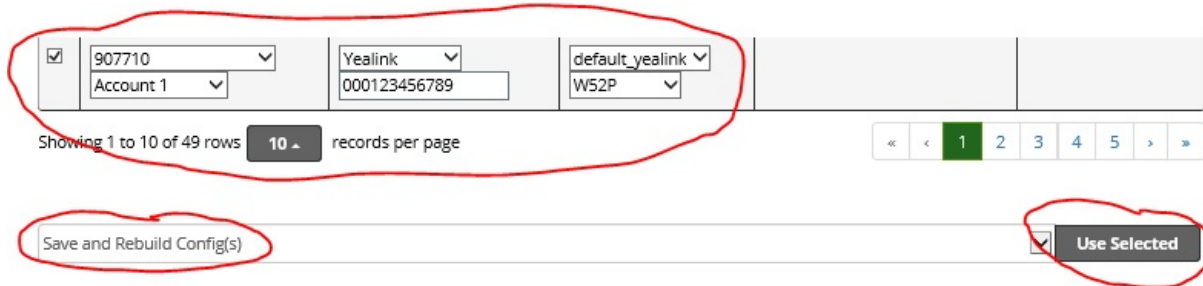 907710 Yealink default_yealink
Account 1 000123456789 W52P
Showing 1 to 10 of 49 rows 10 records per page « ‹ 1 2 3 4 5 › »
Save and Rebuild Config(s) Use Selected